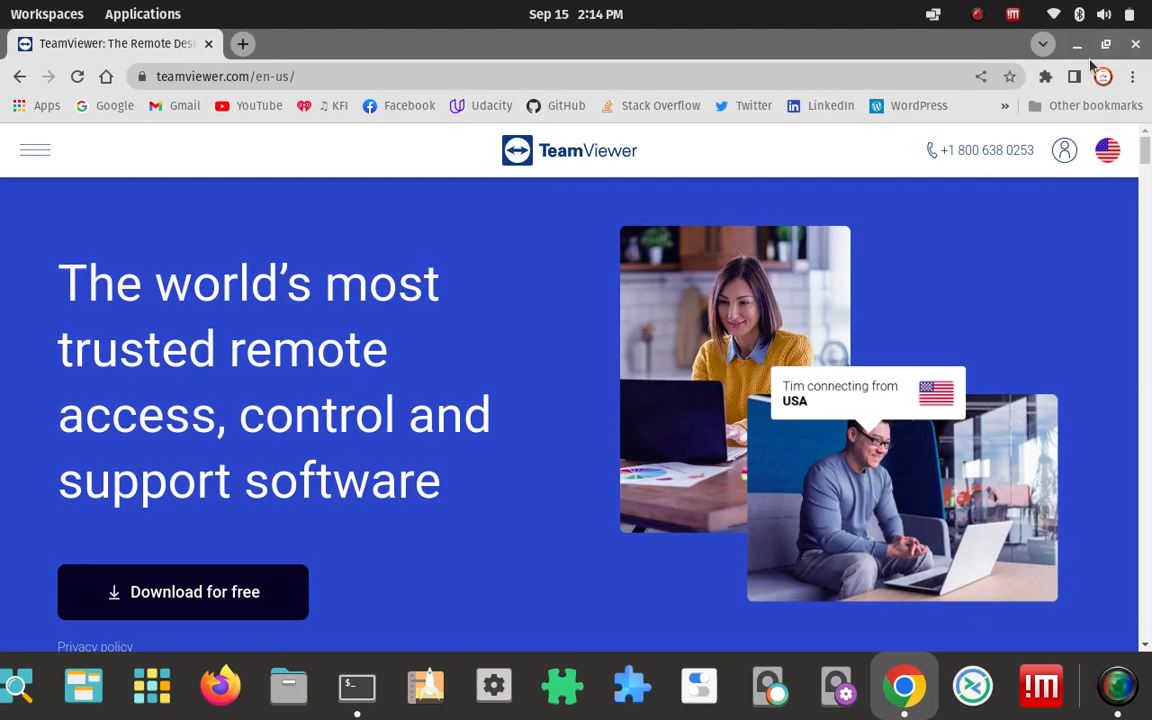 Workspaces Applications Sep 15 2:14 PM
TeamViewer: The Remote Des
teamviewer.com/en-us/
Apps Google Gmail YouTube ♫ KFI Facebook Udacity GitHub Stack Overflow Twitter LinkedIn WordPress » Other bookmarks
TeamViewer +1 800 638 0253
The world's most
trusted remote
access, control and
support software
Tim connecting from
USA
Download for free
Privacy policy